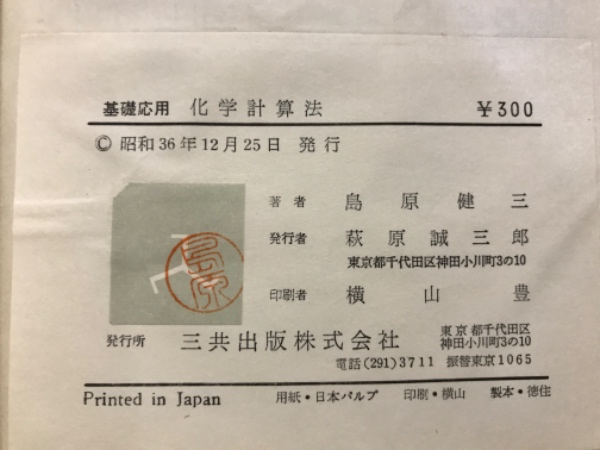 基礎応用 化学計算法 ¥300
© 昭和36年12月25日 発行
著者 島原健三
発行者 萩原誠三郎
東京都千代田区神田小川町3の10
印刷者 横山豊
島原
発行所 三共出版株式会社 東京都千代田区
神田小川町3の10
電話(291)3711 振替東京1065
Printed in Japan 用紙・日本パルプ 印刷・横山 製本・徳住